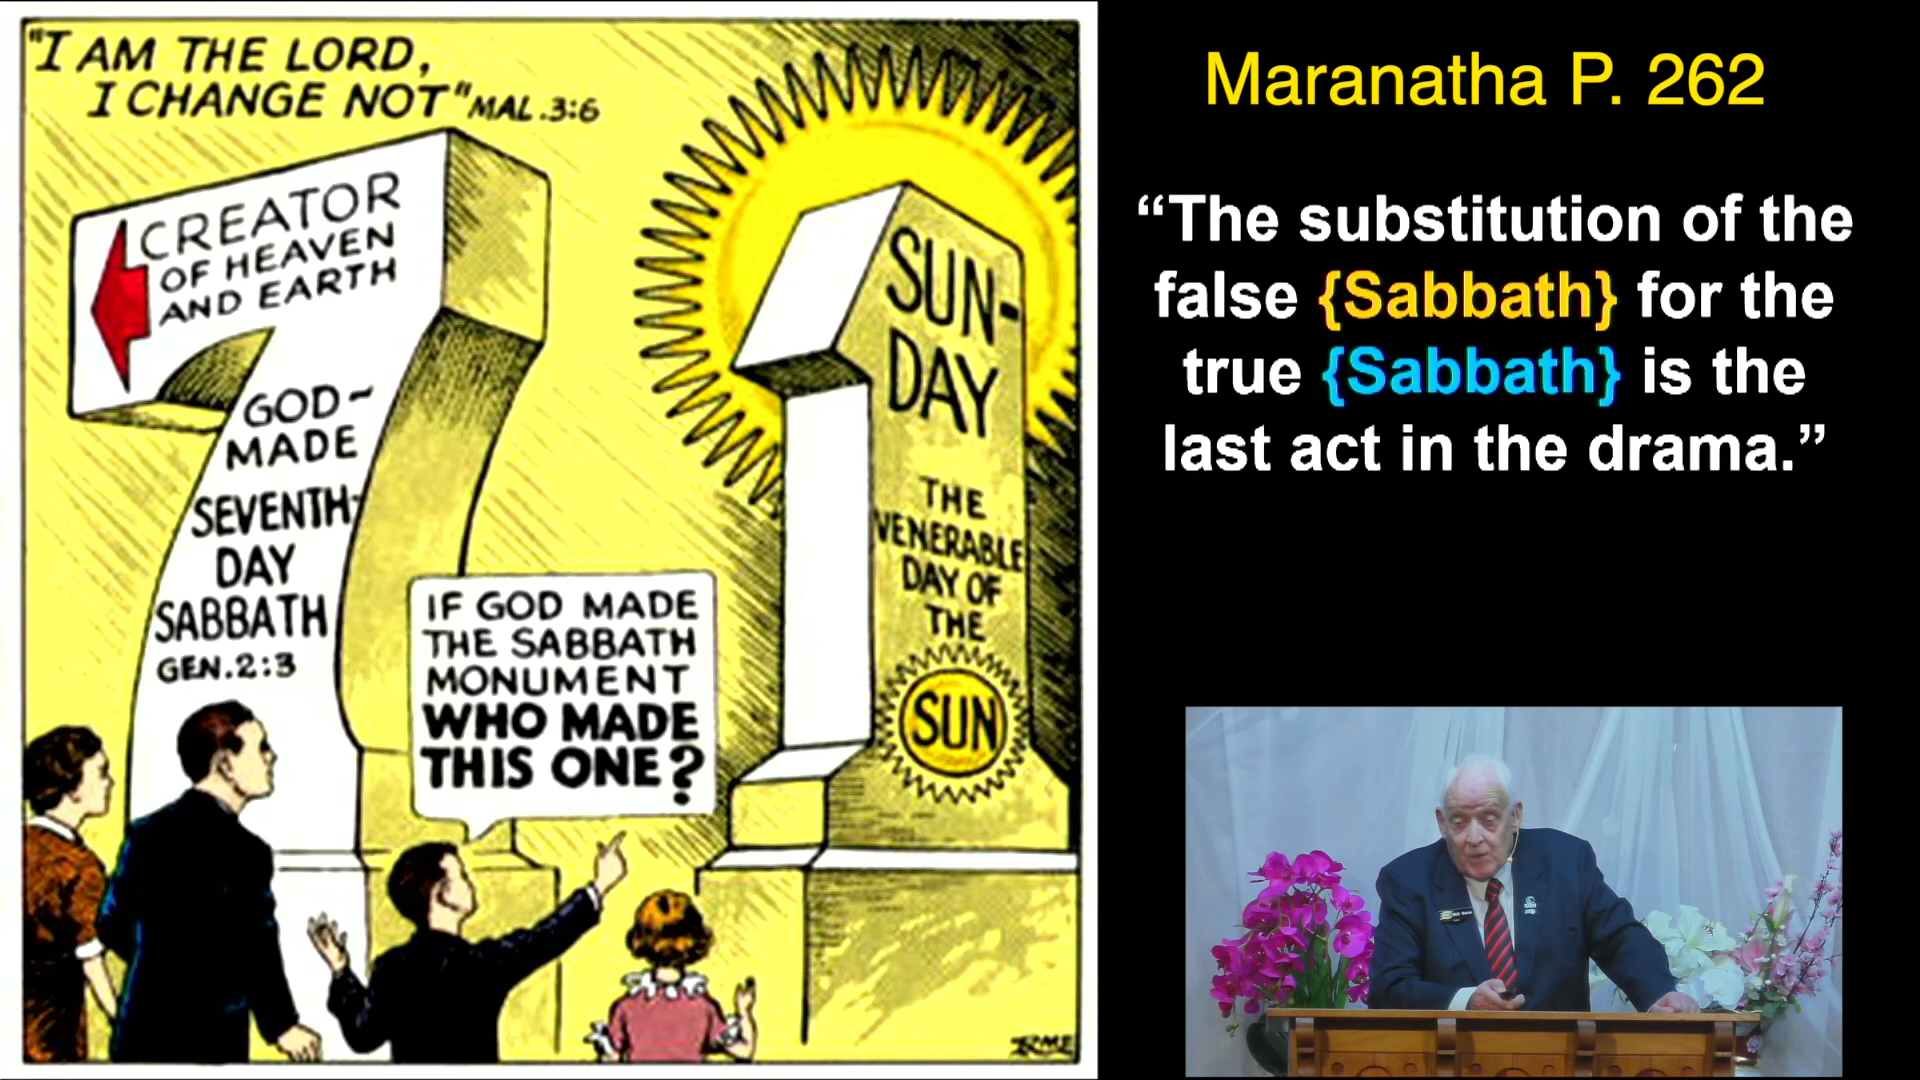 "I AM THE LORD,
I CHANGE NOT" MAL.3:6
CREATOR
OF HEAVEN
AND EARTH
GOD-
MADE
SEVENTH-
DAY
SABBATH
GEN.2:3
IF GOD MADE
THE SABBATH
MONUMENT
WHO MADE
THIS ONE?
SUN-
DAY
THE
VENERABLE
DAY OF
THE
SUN
Maranatha P. 262
“The substitution of the
false {Sabbath} for the
true {Sabbath} is the
last act in the drama.”